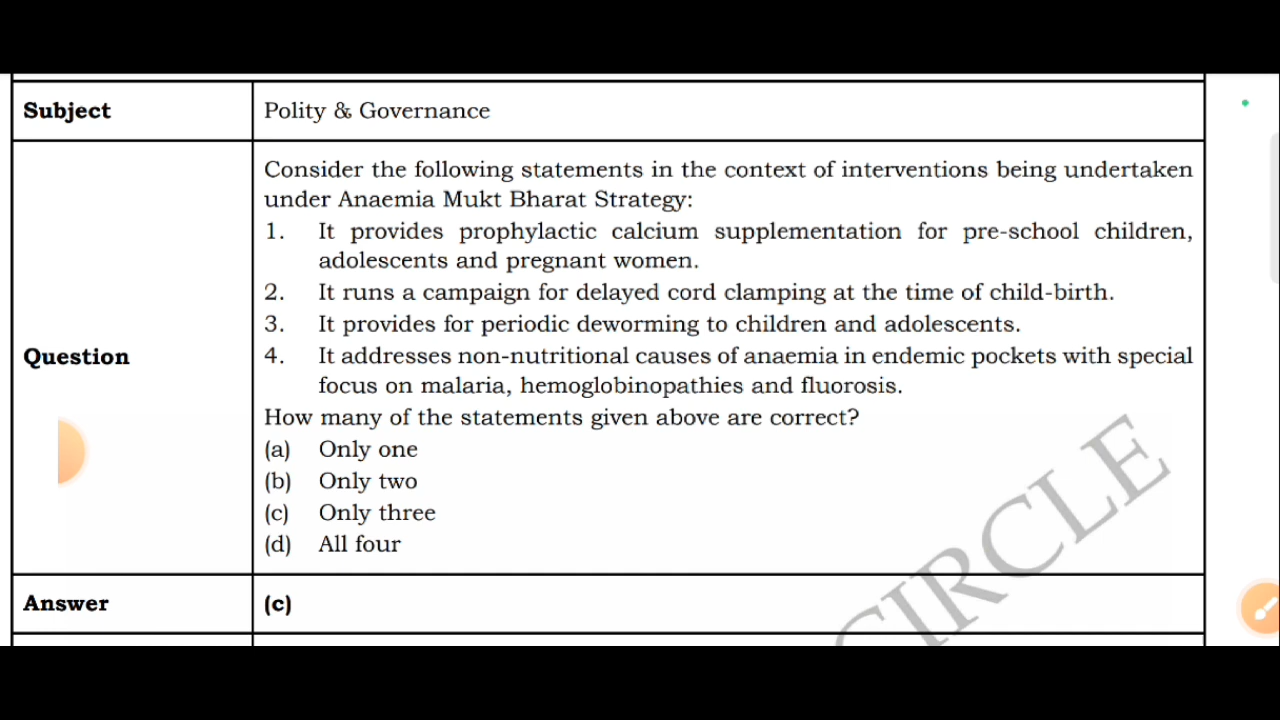 Subject
Polity & Governance
Question
Consider the following statements in the context of interventions being undertaken
under Anaemia Mukt Bharat Strategy:
1. It provides prophylactic calcium supplementation for pre-school children,
adolescents and pregnant women.
2. It runs a campaign for delayed cord clamping at the time of child-birth.
3. It provides for periodic deworming to children and adolescents.
4. It addresses non-nutritional causes of anaemia in endemic pockets with special
focus on malaria, hemoglobinopathies and fluorosis.
How many of the statements given above are correct?
(a) Only one
(b) Only two
(c) Only three
(d) All four
Answer
(c)
CIRCLE